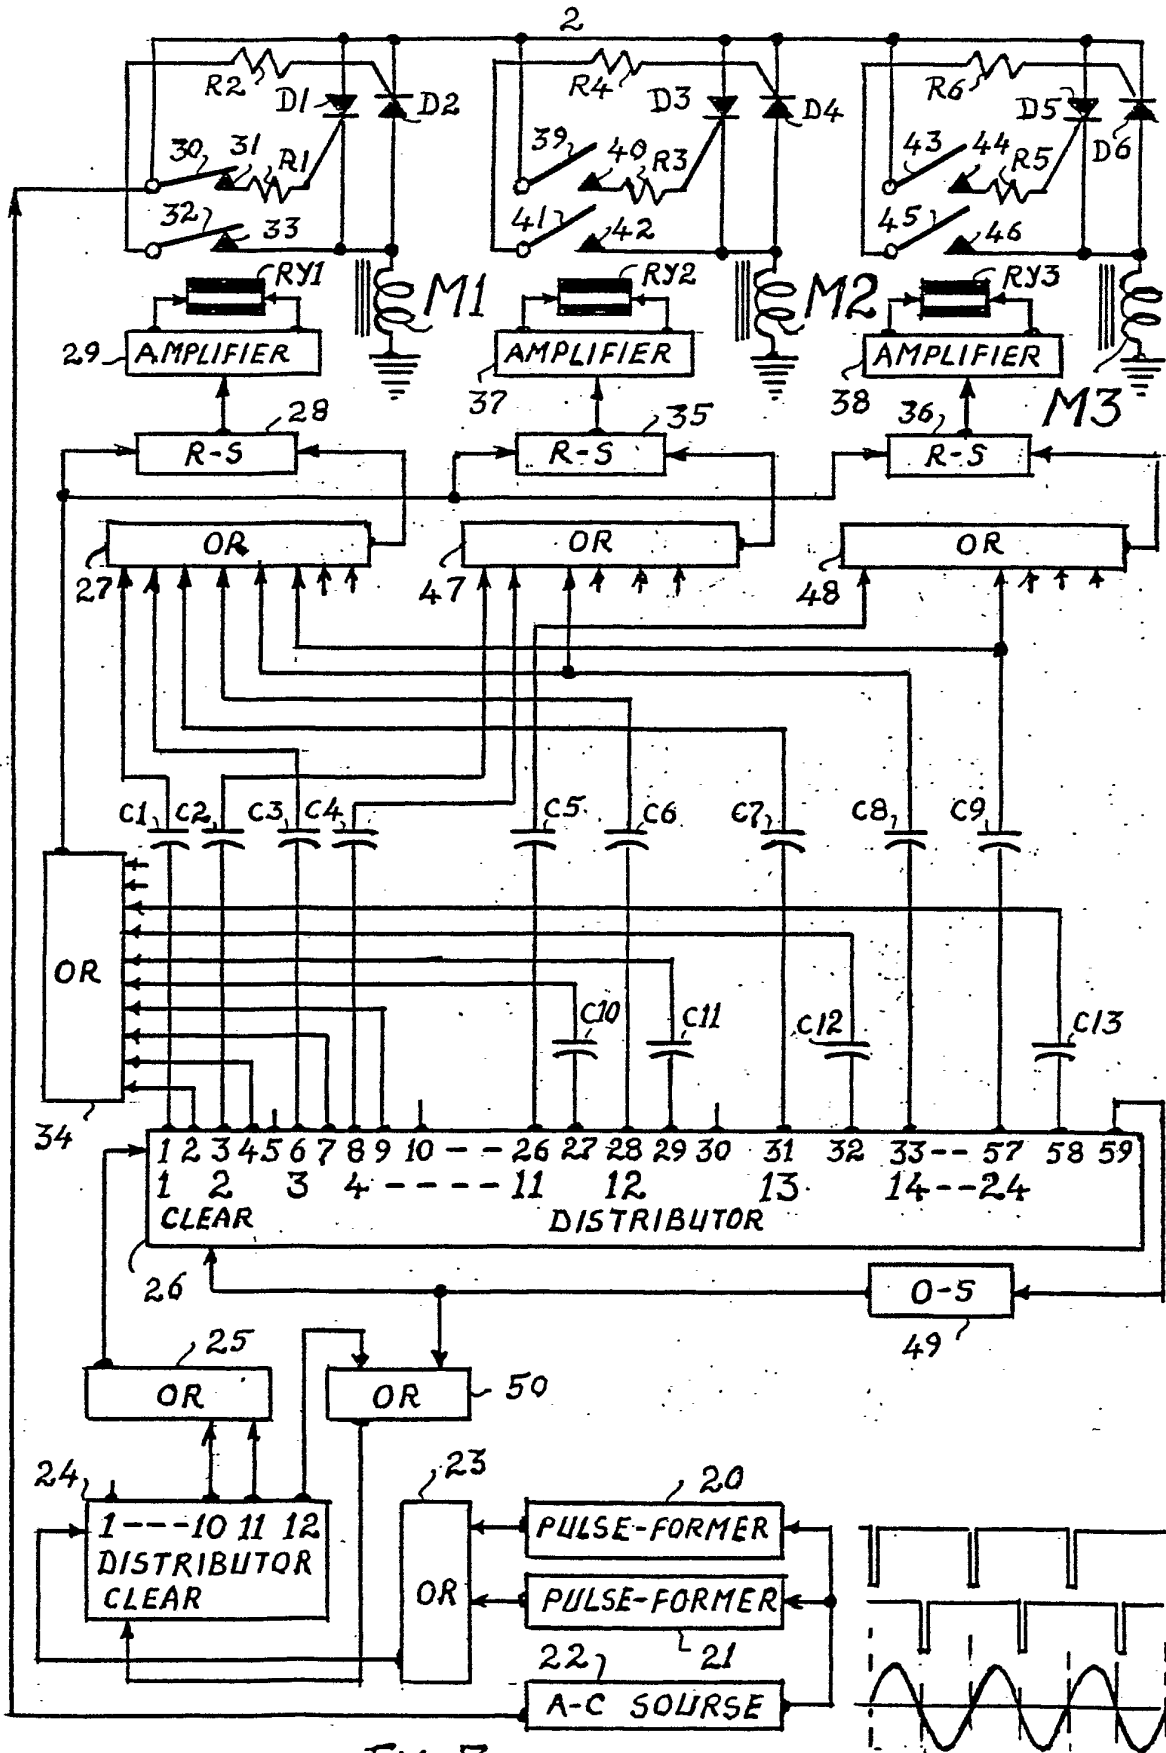 2
R2
D1
D2
R4
D3
D4
R6
D5
D6
30
31
R1
32
33
39
40
R3
41
42
43
44
R5
45
46
RY1
M1
RY2
M2
RY3
M3
29
AMPLIFIER
37
AMPLIFIER
38
AMPLIFIER
28
R-S
35
R-S
36
R-S
27
OR
47
OR
48
OR
C1
C2
C3
C4
C5
C6
C7
C8
C9
OR
34
C10
C11
C12
C13
1 2 3 4 5 6 7 8 9 10 - - 26 27 28 29 30 31 32 33 - - 57 58 59
1 2 3 4 - - - - 11 12 13 14 - - 24
CLEAR DISTRIBUTOR
26
O-S
49
25
OR
OR
50
24
1 - - - 10 11 12
DISTRIBUTOR
CLEAR
23
OR
20
PULSE-FORMER
PULSE-FORMER
21
22
A-C SOURSE